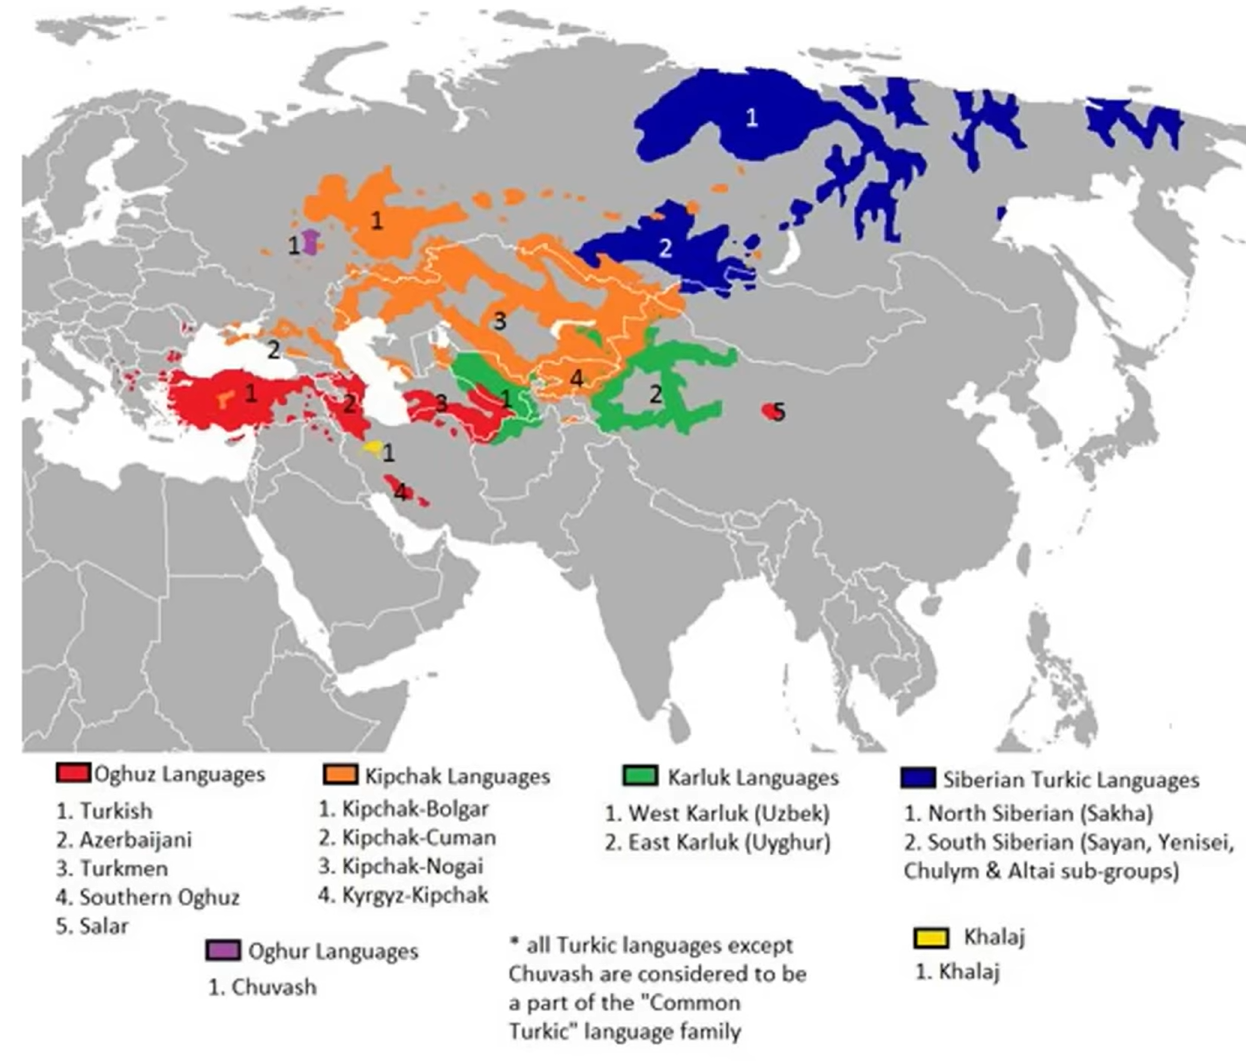 1
1
1
2
1
3
2
4
1
2
3
1
2
5
1
4
Oghuz Languages
1. Turkish
2. Azerbaijani
3. Turkmen
4. Southern Oghuz
5. Salar
Kipchak Languages
1. Kipchak-Bolgar
2. Kipchak-Cuman
3. Kipchak-Nogai
4. Kyrgyz-Kipchak
Karluk Languages
1. West Karluk (Uzbek)
2. East Karluk (Uyghur)
Siberian Turkic Languages
1. North Siberian (Sakha)
2. South Siberian (Sayan, Yenisei,
Chulym & Altai sub-groups)
Oghur Languages
1. Chuvash
* all Turkic languages except
Chuvash are considered to be
a part of the "Common
Turkic" language family
Khalaj
1. Khalaj